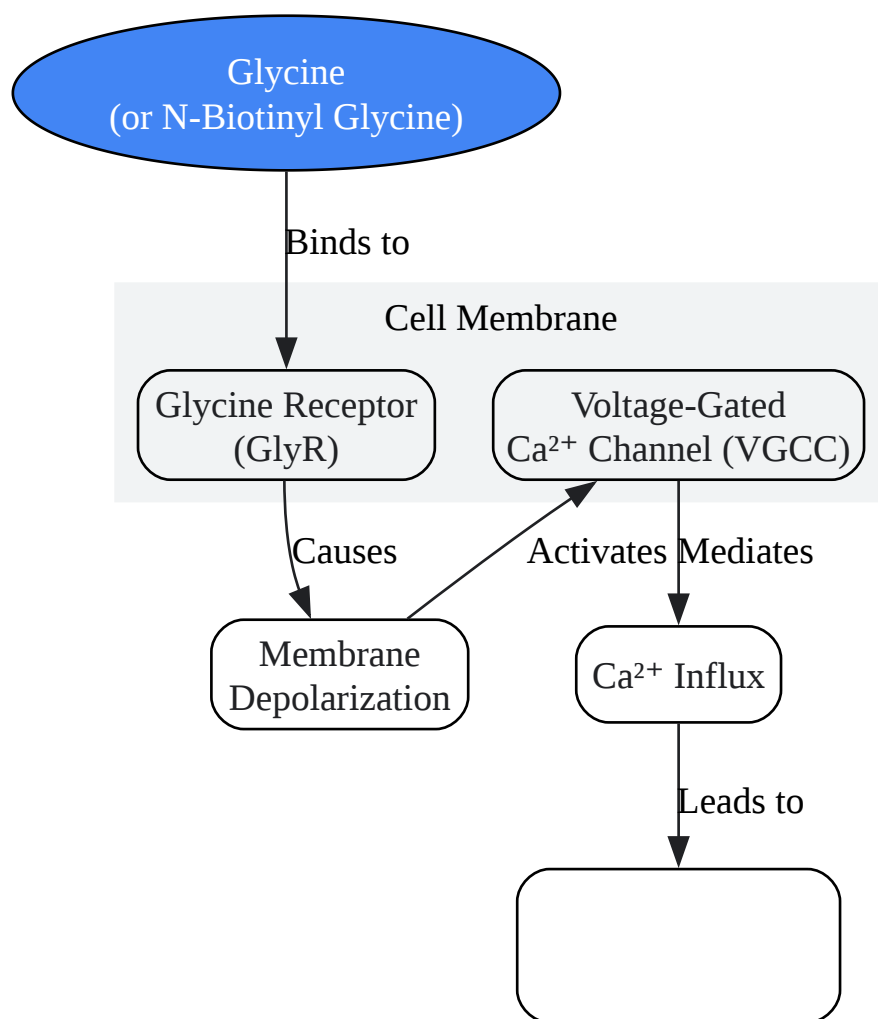 Glycine
(or N-Biotinyl Glycine)
Binds to
Cell Membrane
Glycine Receptor
(GlyR)
Voltage-Gated
Ca²⁺ Channel (VGCC)
Causes
Activates
Mediates
Membrane
Depolarization
Ca²⁺ Influx
Leads to